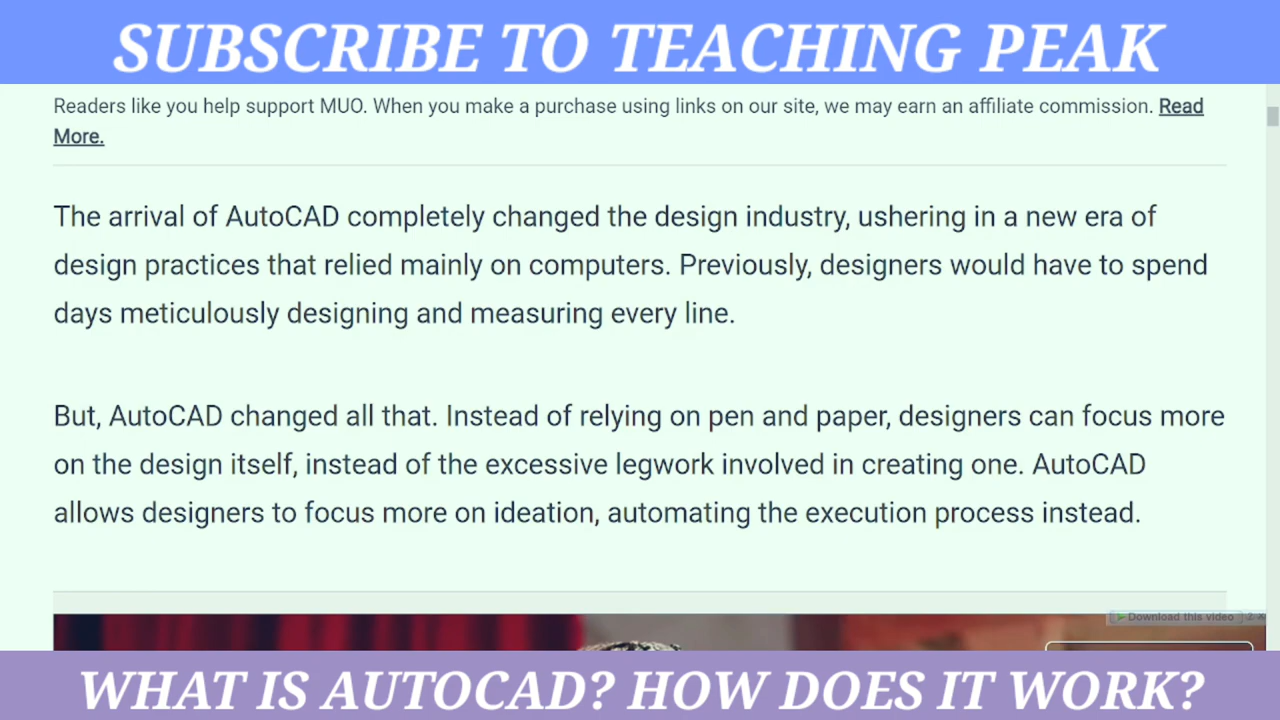 SUBSCRIBE TO TEACHING PEAK
Readers like you help support MUO. When you make a purchase using links on our site, we may earn an affiliate commission. Read
More.
The arrival of AutoCAD completely changed the design industry, ushering in a new era of
design practices that relied mainly on computers. Previously, designers would have to spend
days meticulously designing and measuring every line.
But, AutoCAD changed all that. Instead of relying on pen and paper, designers can focus more
on the design itself, instead of the excessive legwork involved in creating one. AutoCAD
allows designers to focus more on ideation, automating the execution process instead.
Download this video ? X
WHAT IS AUTOCAD? HOW DOES IT WORK?